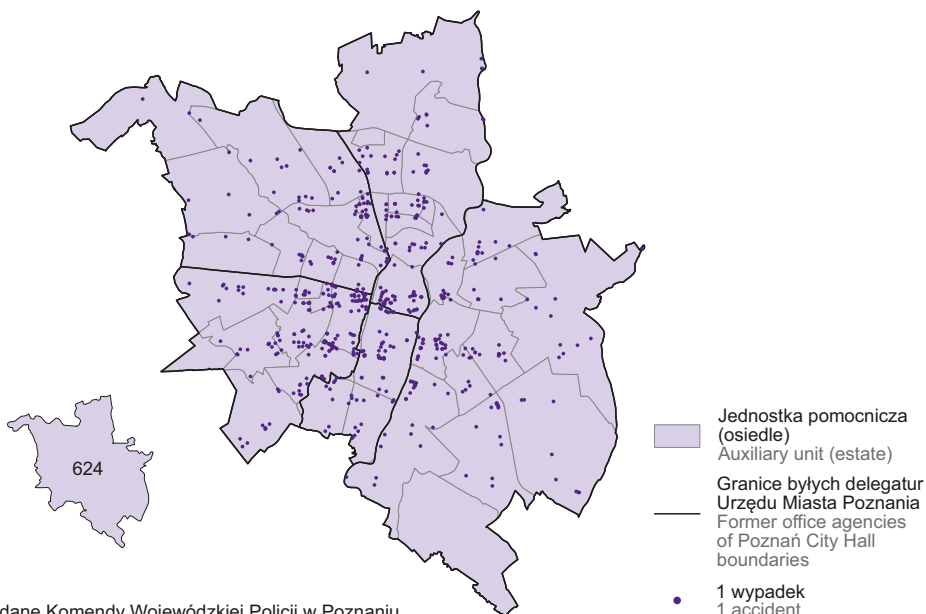 624
Jednostka pomocnicza
(osiedle)
Auxiliary unit (estate)
Granice byłych delegatur
Urzędu Miasta Poznania
Former office agencies
of Poznań City Hall
boundaries
1 wypadek
1 accident
dane Komendy Wojewódzkiej Policji w Poznaniu